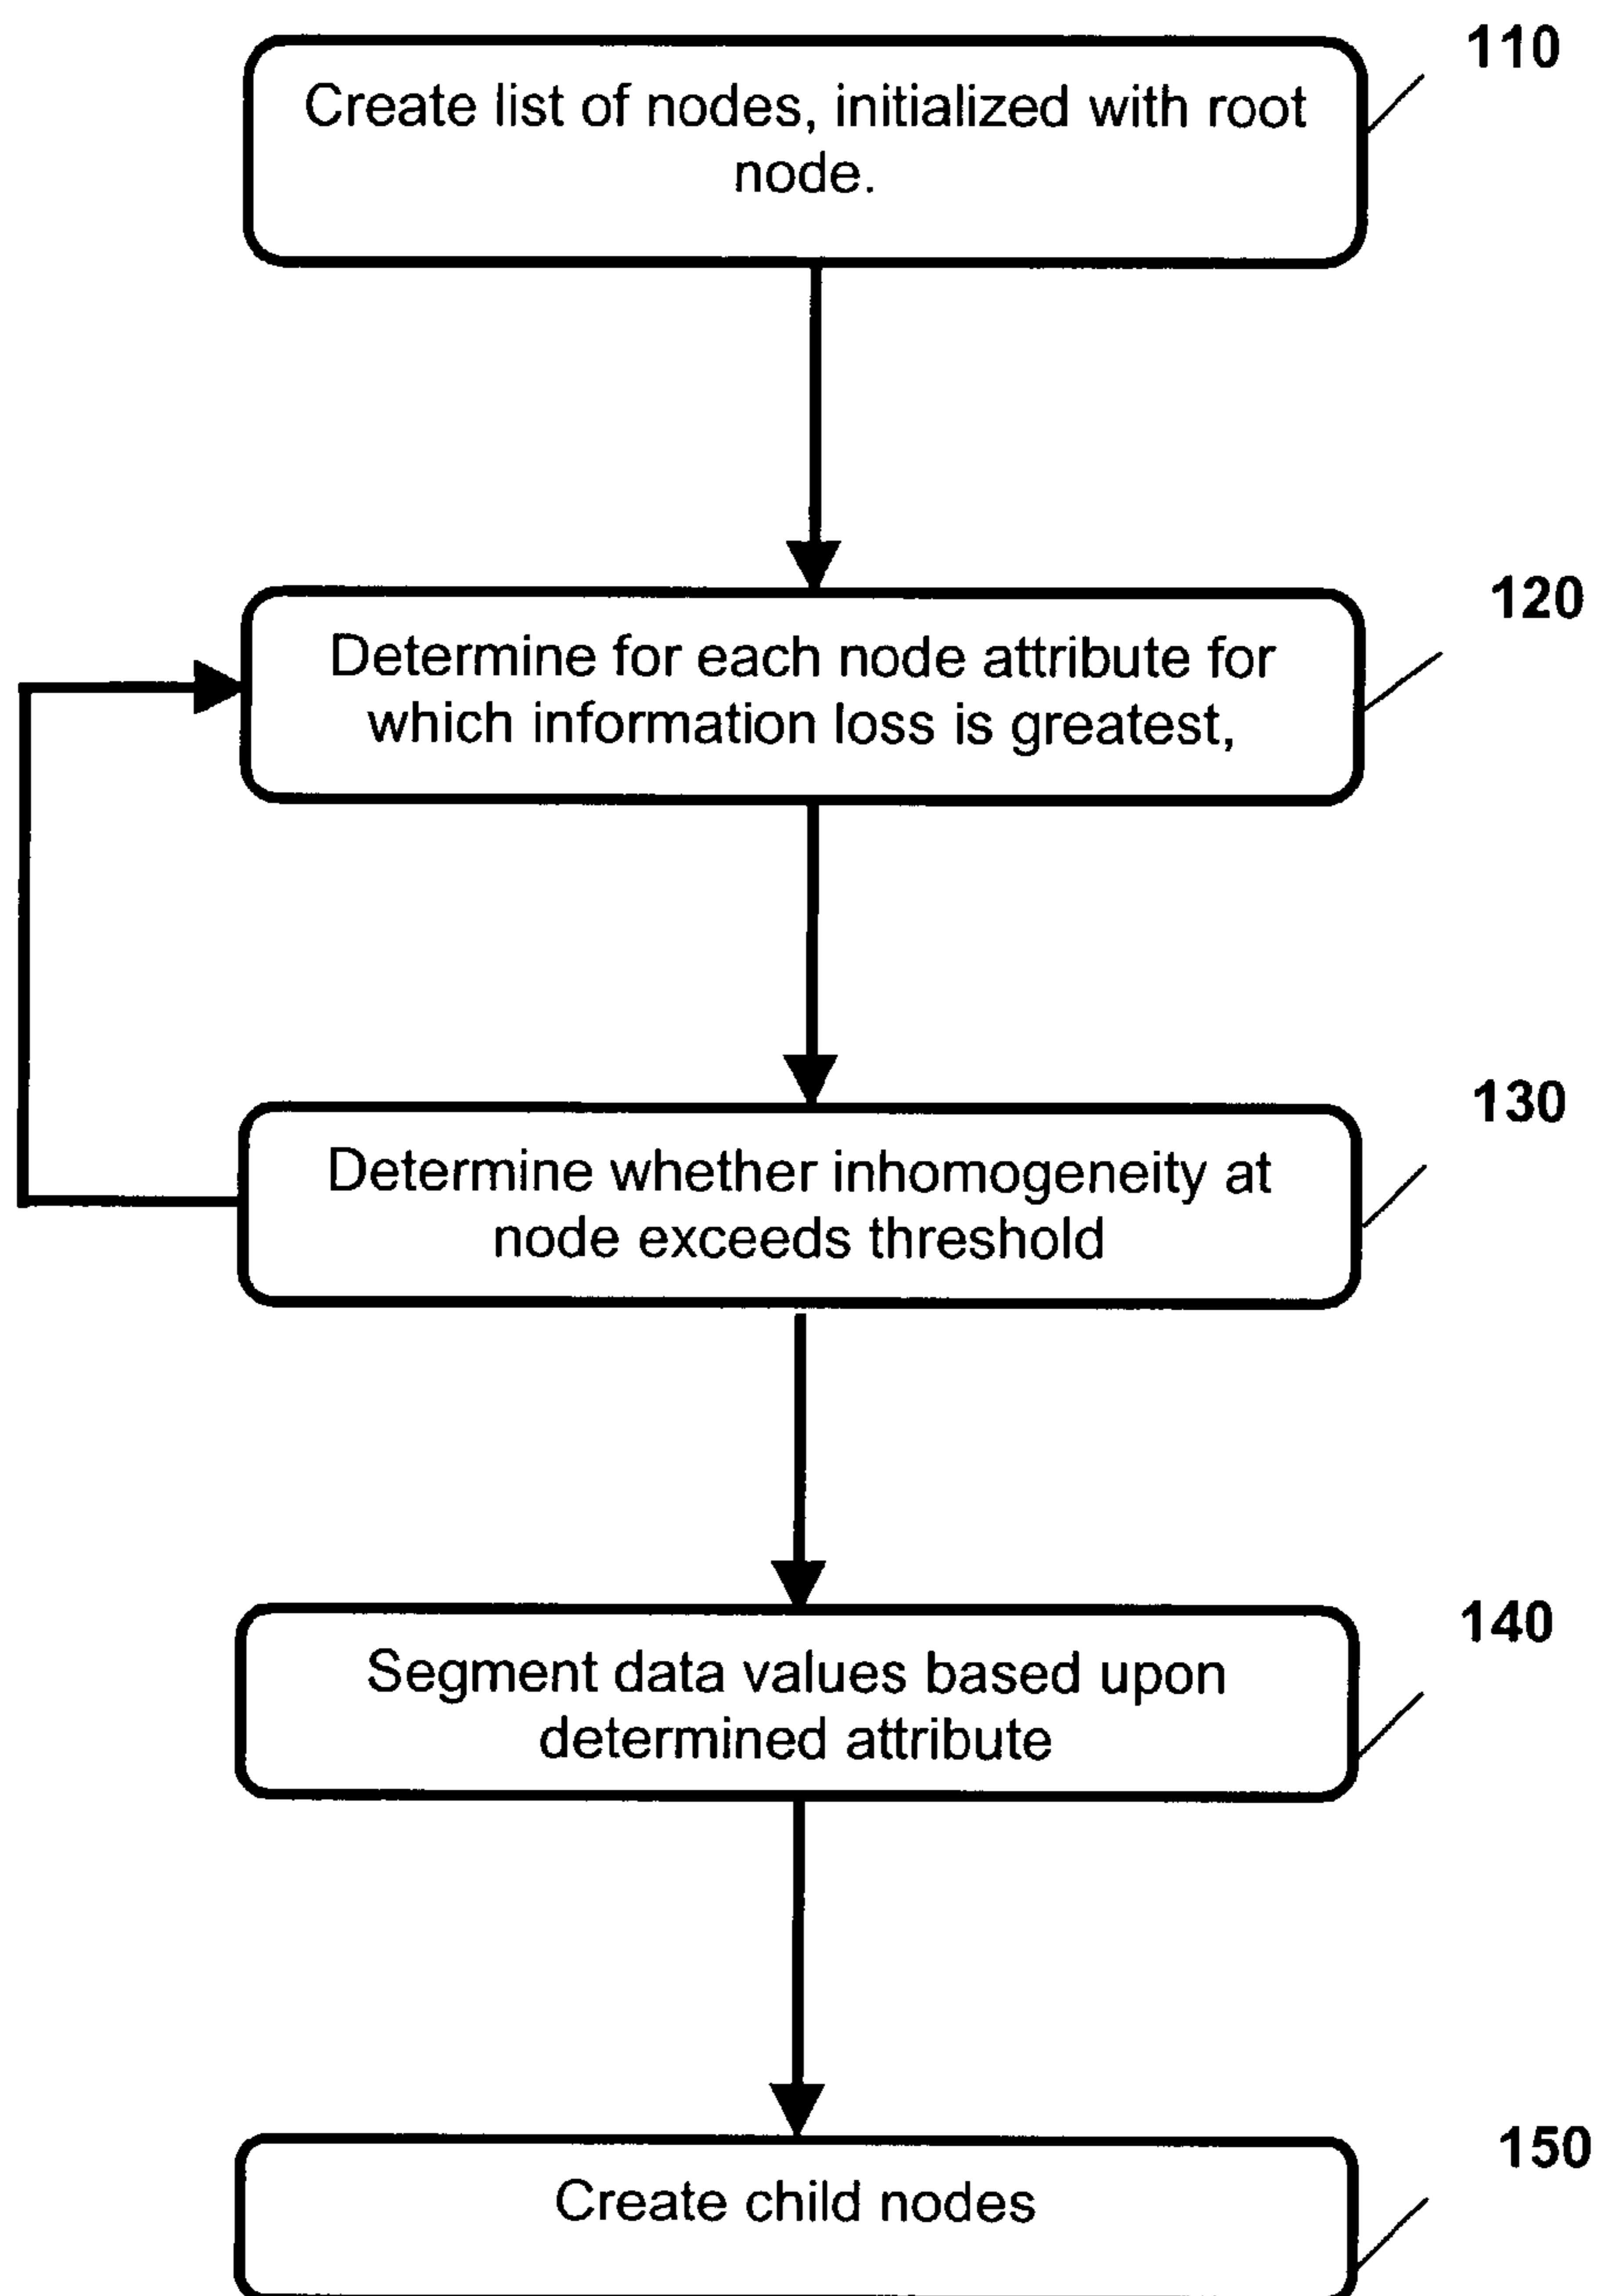 110
Create list of nodes, initialized with root
node.
120
Determine for each node attribute for
which information loss is greatest,
130
Determine whether inhomogeneity at
node exceeds threshold
140
Segment data values based upon
determined attribute
150
Create child nodes